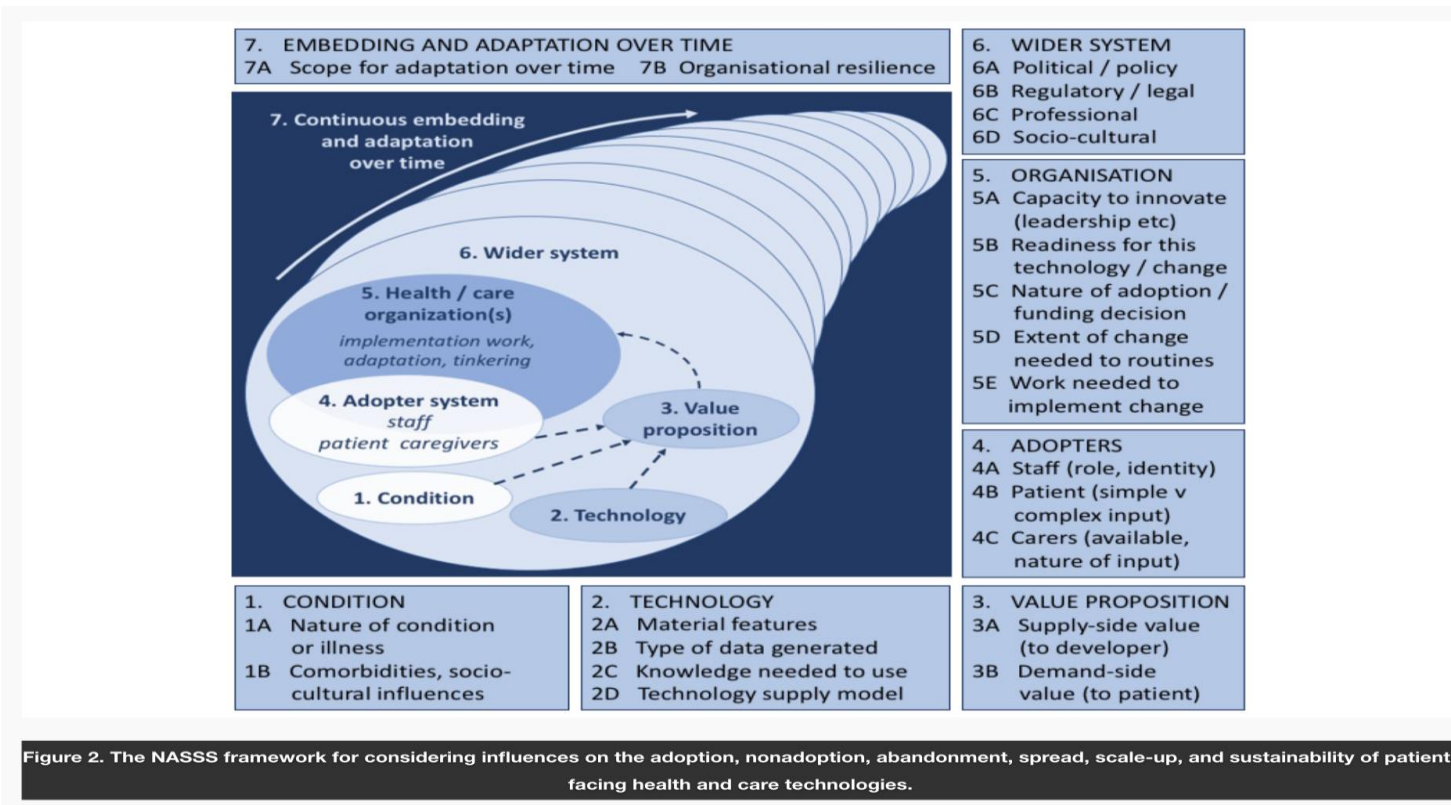 7. EMBEDDING AND ADAPTATION OVER TIME
7A Scope for adaptation over time 7B Organisational resilience
7. Continuous embedding
and adaptation
over time
6. Wider system
5. Health / care
organization(s)
implementation work,
adaptation, tinkering
4. Adopter system
staff
patient caregivers
3. Value
proposition
1. Condition
2. Technology
6. WIDER SYSTEM
6A Political / policy
6B Regulatory / legal
6C Professional
6D Socio-cultural
5. ORGANISATION
5A Capacity to innovate
(leadership etc)
5B Readiness for this
technology / change
5C Nature of adoption /
funding decision
5D Extent of change
needed to routines
5E Work needed to
implement change
4. ADOPTERS
4A Staff (role, identity)
4B Patient (simple v
complex input)
4C Carers (available,
nature of input)
1. CONDITION
1A Nature of condition
or illness
1B Comorbidities, socio-
cultural influences
2. TECHNOLOGY
2A Material features
2B Type of data generated
2C Knowledge needed to use
2D Technology supply model
3. VALUE PROPOSITION
3A Supply-side value
(to developer)
3B Demand-side
value (to patient)
Figure 2. The NASSS framework for considering influences on the adoption, nonadoption, abandonment, spread, scale-up, and sustainability of patient
facing health and care technologies.